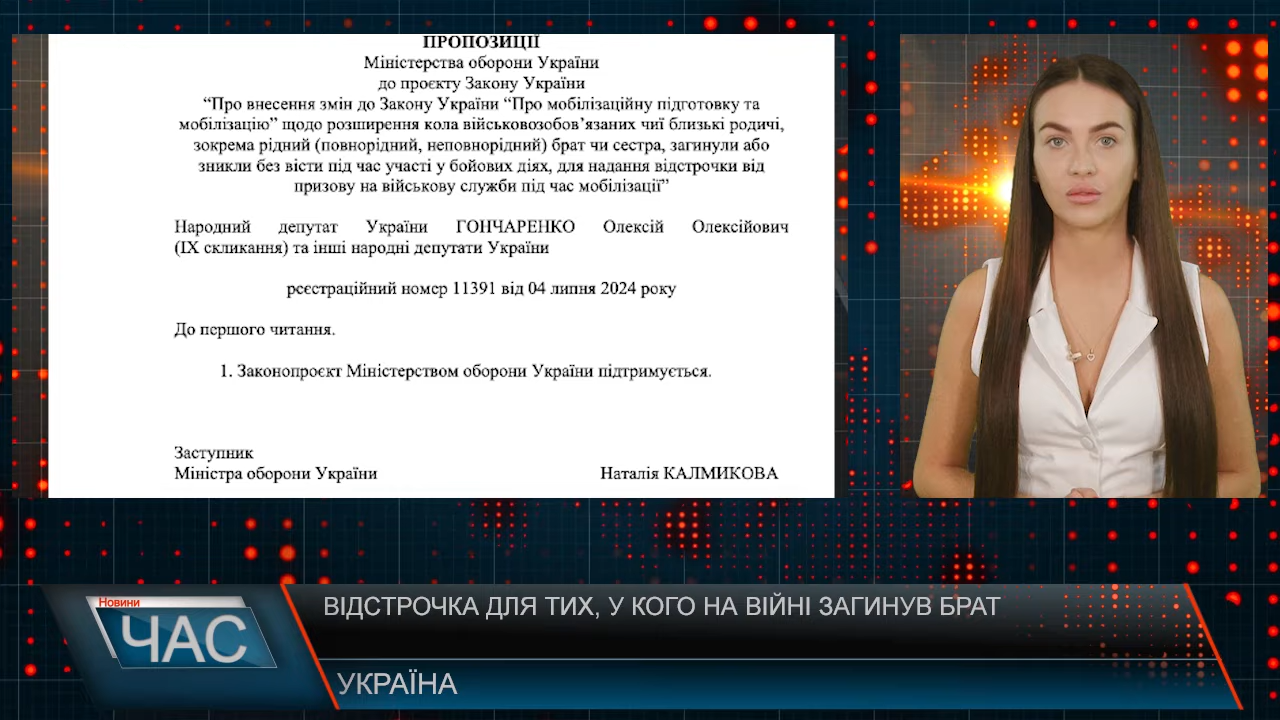 ПРОПОЗИЦІЇ
Міністерства оборони України
до проєкту Закону України
“Про внесення змін до Закону України “Про мобілізаційну підготовку та
мобілізацію” щодо розширення кола військовозобов’язаних чиї близькі родичі,
зокрема рідний (повнорідний, неповнорідний) брат чи сестра, загинули або
зникли без вісти під час участі у бойових діях, для надання відстрочки від
призову на військову служби під час мобілізації”
Народний депутат України ГОНЧАРЕНКО Олексій Олексійович
(IX скликання) та інші народні депутати України
реєстраційний номер 11391 від 04 липня 2024 року
До першого читання.
1. Законопроєкт Міністерством оборони України підтримується.
Заступник
Міністра оборони України Наталія КАЛМИКОВА
Новини
ЧАС
ВІДСТРОЧКА ДЛЯ ТИХ, У КОГО НА ВІЙНІ ЗАГИНУВ БРАТ
УКРАЇНА